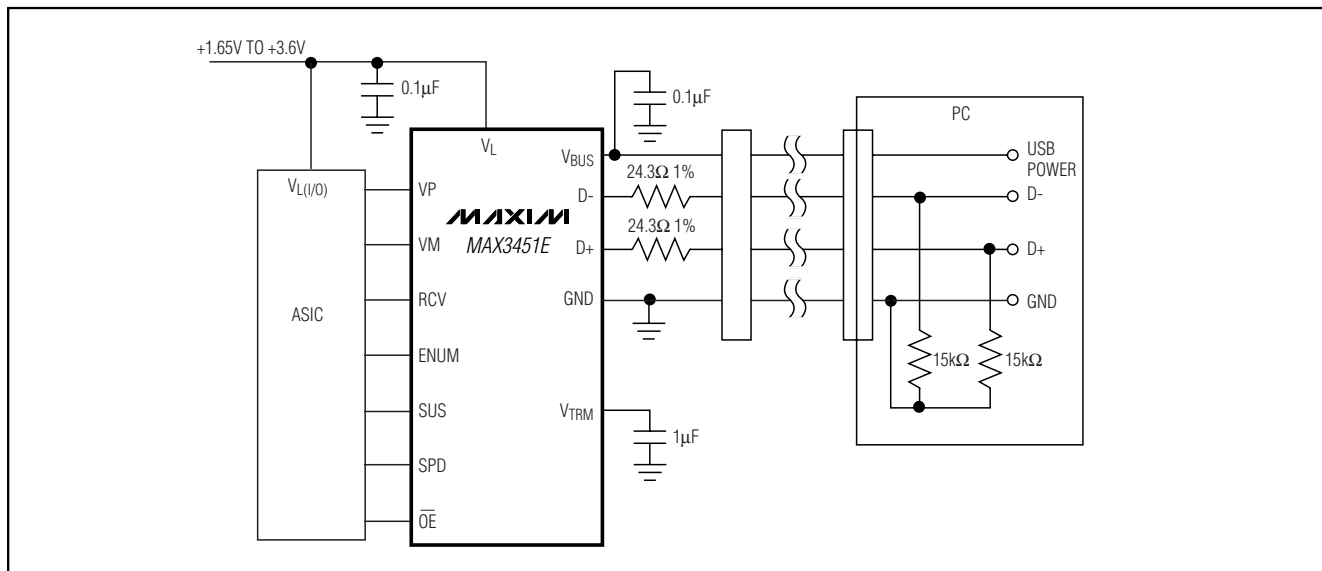 +1.65V TO +3.6V
0.1µF
0.1µF
PC
VL
VBUS
USB
POWER
24.3Ω 1%
VL(I/O)
VP
D-
D-
MAXIM
24.3Ω 1%
VM
MAX3451E
D+
D+
RCV
GND
GND
ASIC
ENUM
15kΩ
15kΩ
SUS
VTRM
1µF
SPD
OE